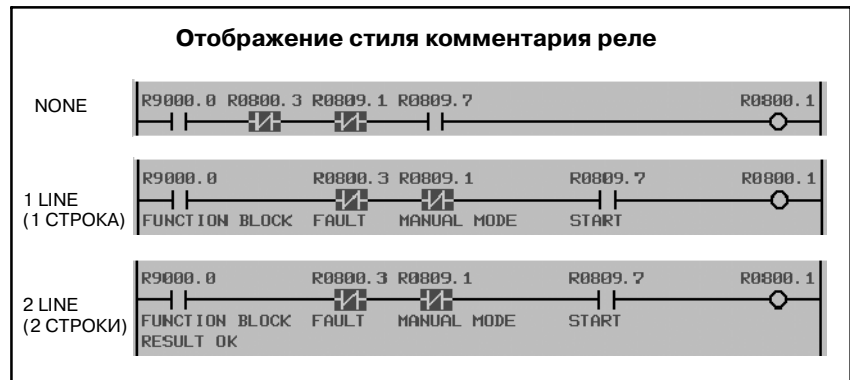 Отображение стиля комментария реле
NONE
R9000.0 R0800.3 R0809.1 R0809.7 R0800.1
1 LINE
(1 СТРОКА)
R9000.0 R0800.3 R0809.1 R0809.7 R0800.1
FUNCTION BLOCK FAULT MANUAL MODE START
2 LINE
(2 СТРОКИ)
R9000.0 R0800.3 R0809.1 R0809.7 R0800.1
FUNCTION BLOCK FAULT MANUAL MODE START
RESULT OK